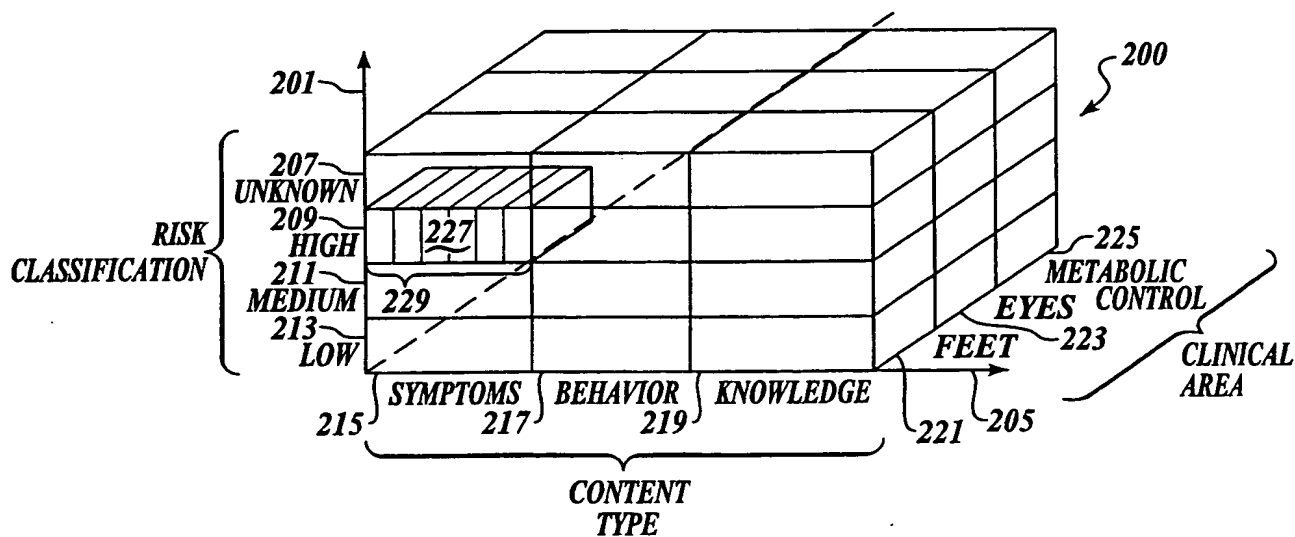 200
201
207
UNKNOWN
209
HIGH
211
MEDIUM
213
LOW
RISK
CLASSIFICATION
227
229
225
METABOLIC
CONTROL
EYES
223
FEET
221
205
CLINICAL
AREA
SYMPTOMS
BEHAVIOR
KNOWLEDGE
215
217
219
CONTENT
TYPE